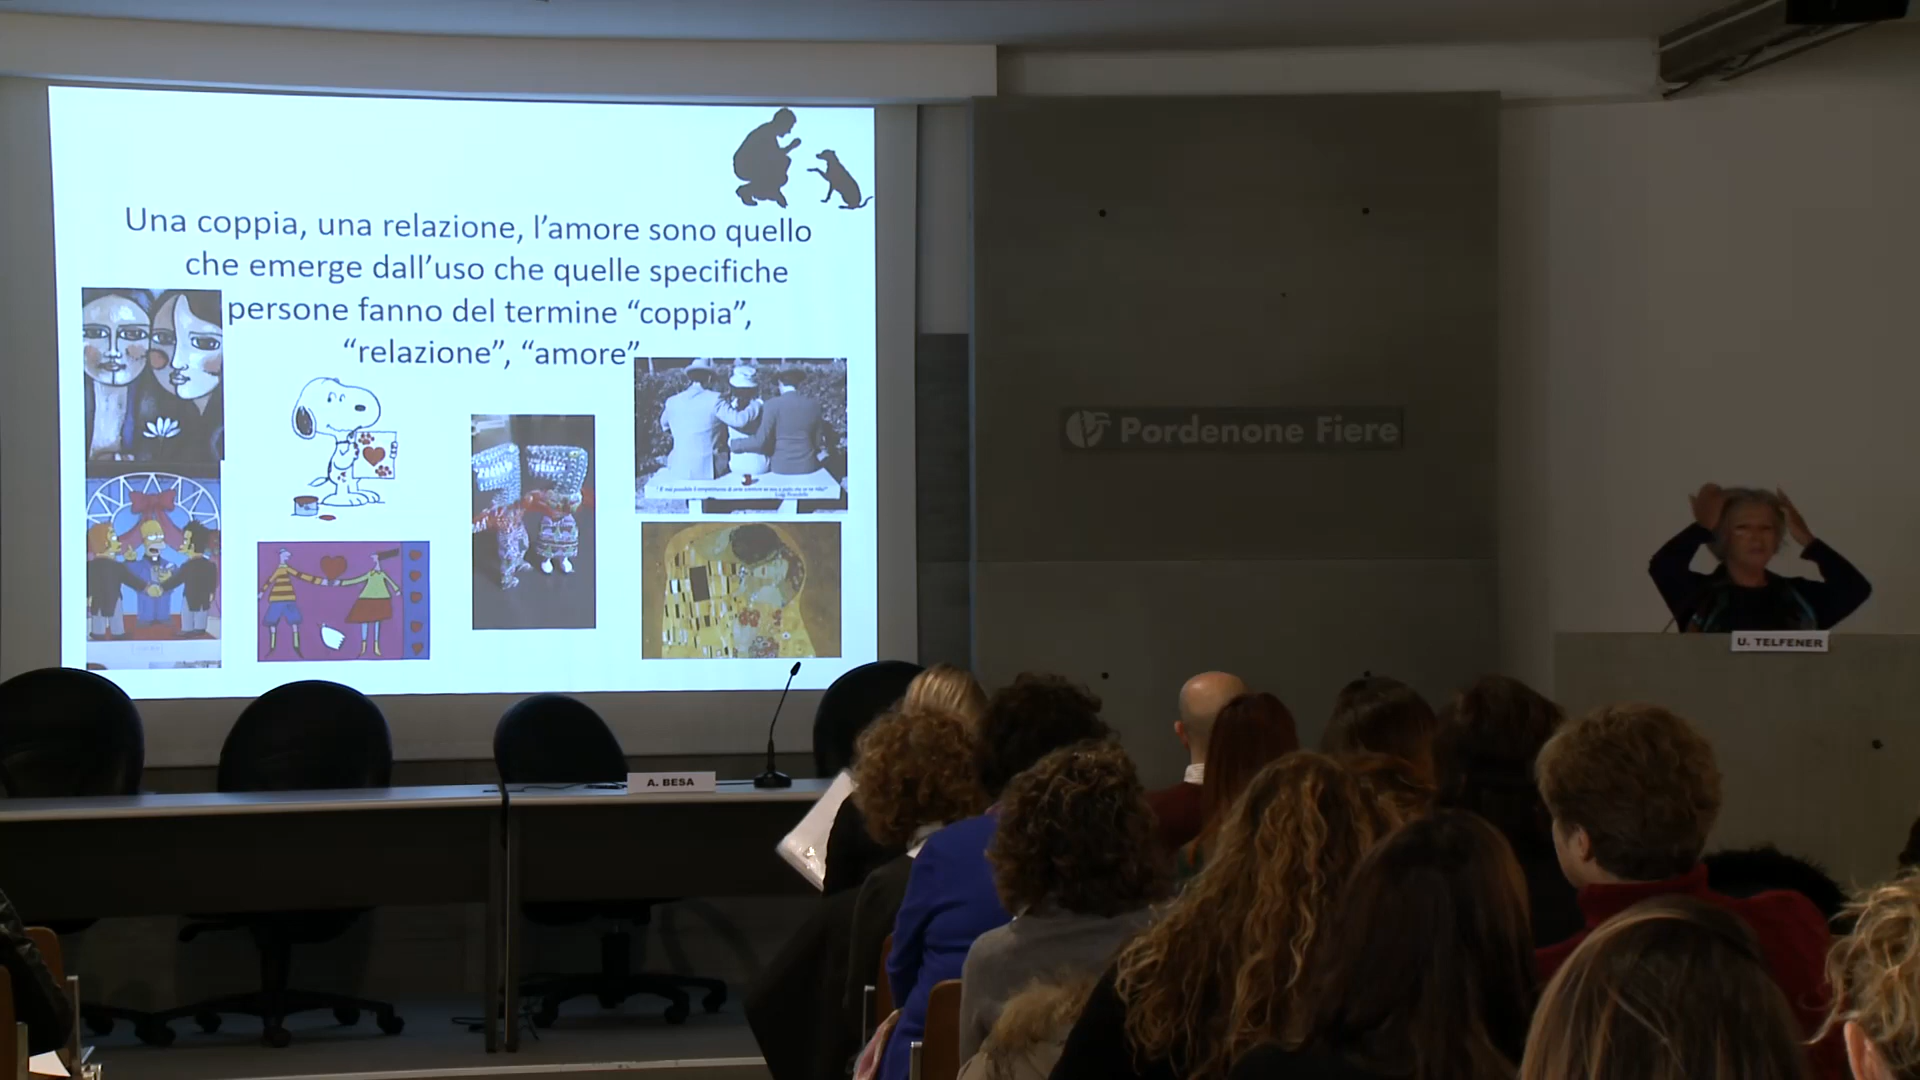 Una coppia, una relazione, l’amore sono quello
che emerge dall’uso che quelle specifiche
persone fanno del termine “coppia”,
“relazione”, “amore”
Pordenone Fiere
U. TELFENER
A. BESA